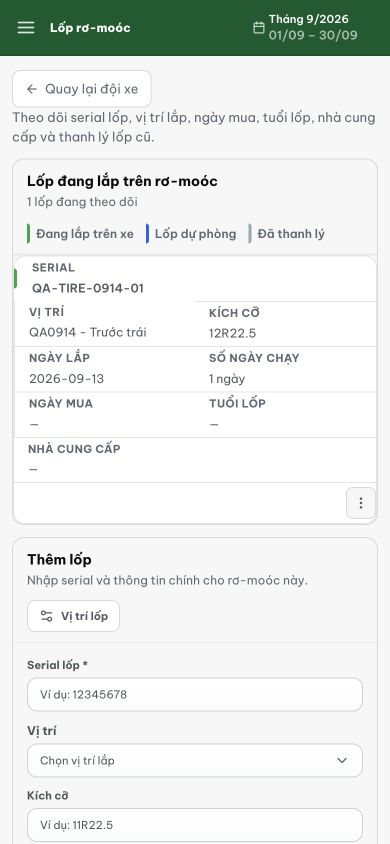 Lốp rơ-moóc
Tháng 9/2026
01/09 – 30/09
Quay lại đội xe
Theo dõi serial lốp, vị trí lắp, ngày mua, tuổi lốp, nhà cung
cấp và thanh lý lốp cũ.
Lốp đang lắp trên rơ-moóc
1 lốp đang theo dõi
Đang lắp trên xe
Lốp dự phòng
Đã thanh lý
SERIAL
QA-TIRE-0914-01
VỊ TRÍ
QA0914 - Trước trái
KÍCH CỠ
12R22.5
NGÀY LẮP
2026-09-13
SỐ NGÀY CHẠY
1 ngày
NGÀY MUA
—
TUỔI LỐP
—
NHÀ CUNG CẤP
—
Thêm lốp
Nhập serial và thông tin chính cho rơ-moóc này.
Vị trí lốp
Serial lốp *
Ví dụ: 12345678
Vị trí
Chọn vị trí lắp
Kích cỡ
Ví dụ: 11R22.5